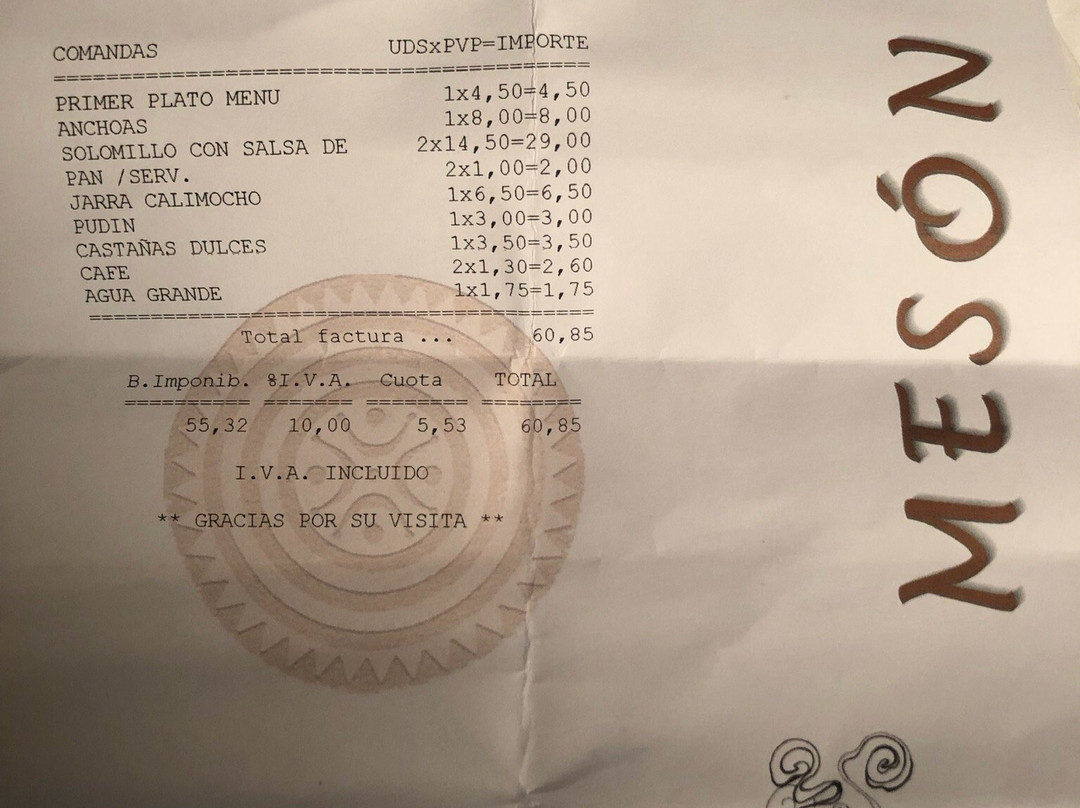 COMANDAS UDSxPVP=IMPORTE
PRIMER PLATO MENU 1x4,50=4,50
ANCHOAS 1x8,00=8,00
SOLOMILLO CON SALSA DE 2x14,50=29,00
PAN /SERV. 2x1,00=2,00
JARRA CALIMOCHO 1x6,50=6,50
PUDIN 1x3,00=3,00
CASTAÑAS DULCES 1x3,50=3,50
CAFE 2x1,30=2,60
AGUA GRANDE 1x1,75=1,75
Total factura ... 60,85
B.Imponib. %I.V.A. Cuota TOTAL
55,32 10,00 5,53 60,85
I.V.A. INCLUIDO
** GRACIAS POR SU VISITA **
MESÓN